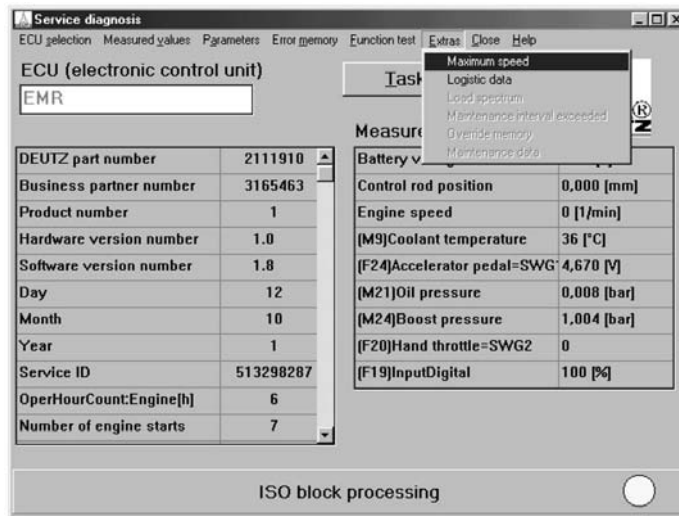 Service diagnosis
ECU selection Measured values Parameters Error memory Function test Extras Close Help
Maximum speed
Logistic data
Load spectrum
Maintenance interval exceeded
Override memory
Maintenance data
ECU (electronic control unit)
EMR
Task
®
DEUTZ part number 2111910
Business partner number 3165463
Product number 1
Hardware version number 1.0
Software version number 1.8
Day 12
Month 10
Year 1
Service ID 513298287
OperHourCount:Engine[h] 6
Number of engine starts 7
Measure
Battery v
Control rod position 0,000 [mm]
Engine speed 0 [1/min]
(M9)Coolant temperature 36 [°C]
(F24)Accelerator pedal=SWG 4,670 [V]
(M21)Oil pressure 0,008 [bar]
(M24)Boost pressure 1,004 [bar]
(F20)Hand throttle=SWG2 0
(F19)InputDigital 100 [%]
ISO block processing